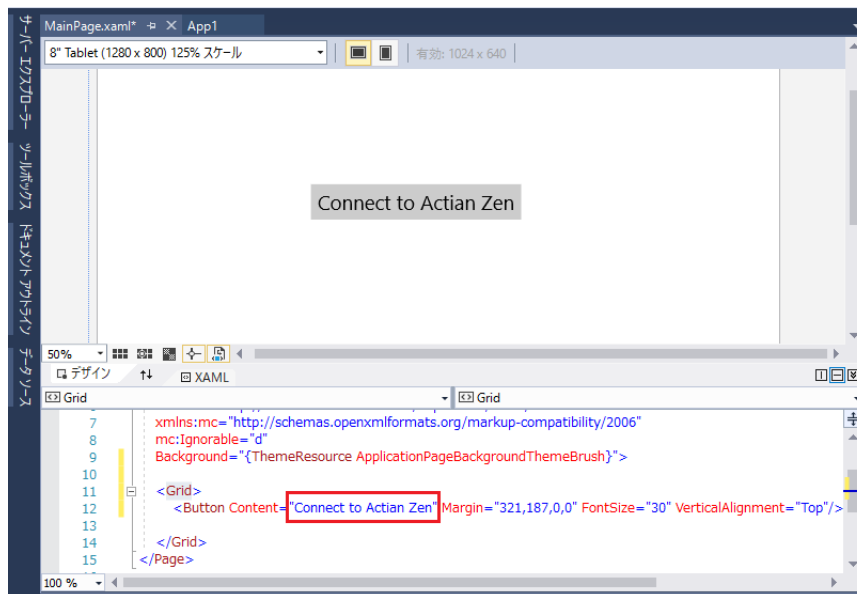 MainPage.xaml* App1
サーバー エクスプローラー
ツールボックス
ドキュメント アウトライン
データ ソース
8" Tablet (1280 x 800) 125% スケール 有効: 1024 x 640
Connect to Actian Zen
50%
デザイン XAML
Grid Grid
7 xmlns:mc="http://schemas.openxmlformats.org/markup-compatibility/2006"
8 mc:Ignorable="d"
9 Background="{ThemeResource ApplicationPageBackgroundThemeBrush}">
10
11 <Grid>
12 <Button Content="Connect to Actian Zen" Margin="321,187,0,0" FontSize="30" VerticalAlignment="Top"/>
13
14 </Grid>
15 </Page>
100 %